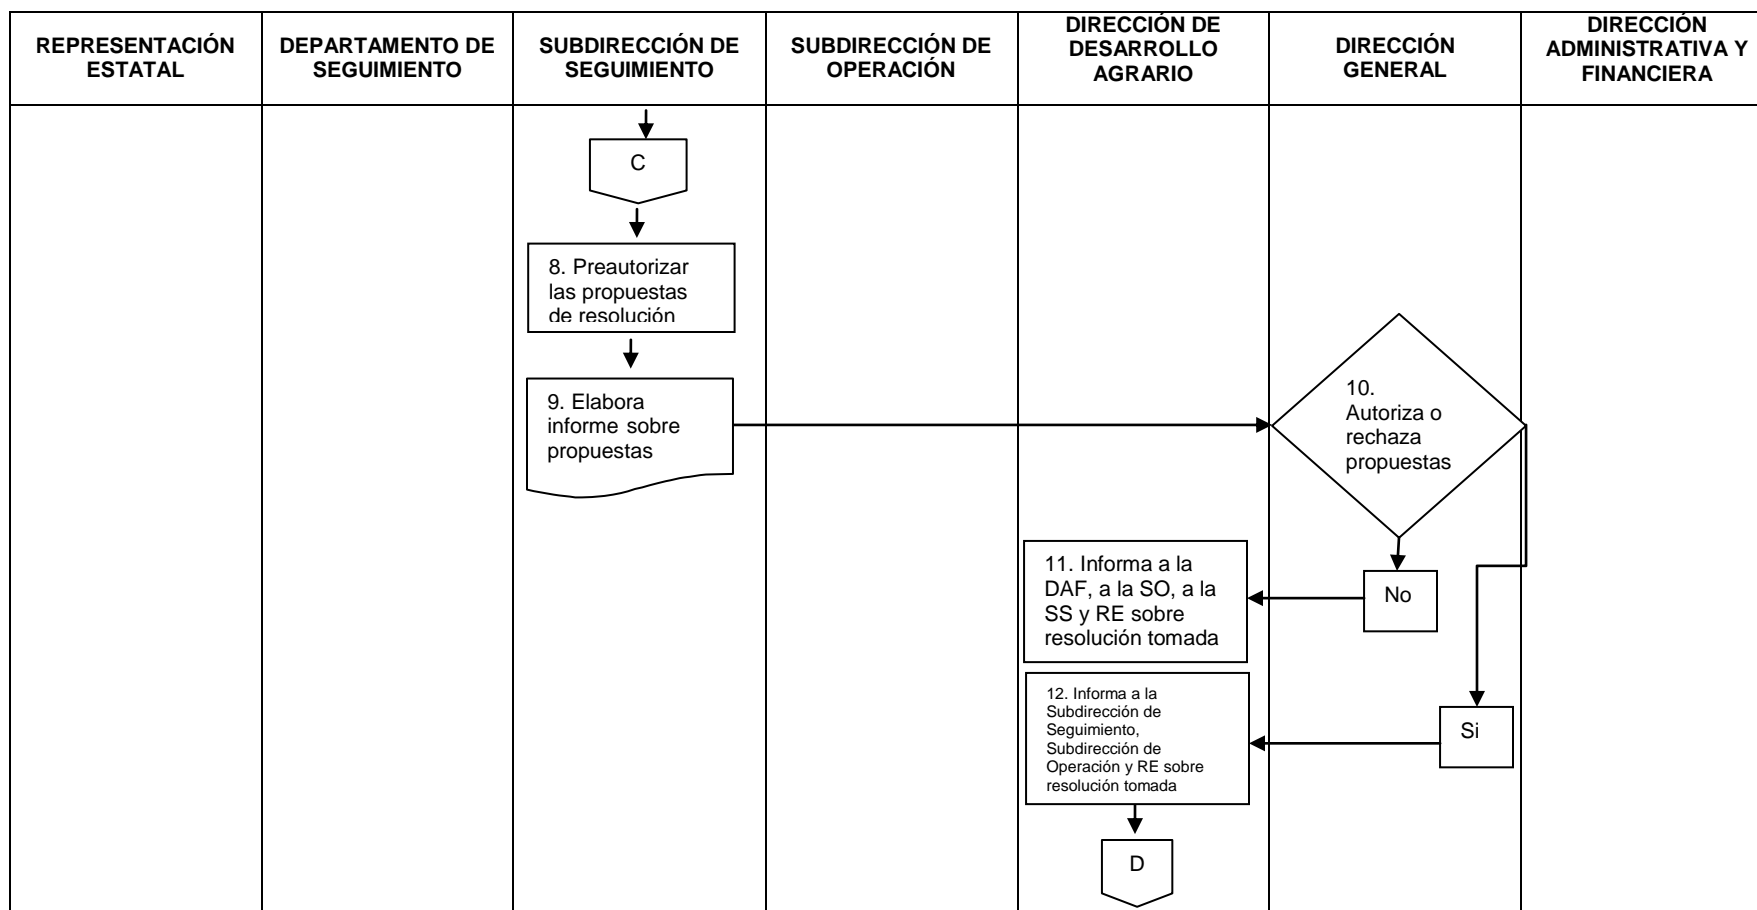 REPRESENTACIÓN
ESTATAL
DEPARTAMENTO DE
SEGUIMIENTO
SUBDIRECCIÓN DE
SEGUIMIENTO
SUBDIRECCIÓN DE
OPERACIÓN
DIRECCIÓN DE
DESARROLLO
AGRARIO
DIRECCIÓN
GENERAL
DIRECCIÓN
ADMINISTRATIVA Y
FINANCIERA
C
8. Preautorizar
las propuestas
de resolución
9. Elabora
informe sobre
propuestas
10.
Autoriza o
rechaza
propuestas
No
11. Informa a la
DAF, a la SO, a la
SS y RE sobre
resolución tomada
Si
12. Informa a la
Subdirección de
Seguimiento,
Subdirección de
Operación y RE sobre
resolución tomada
D